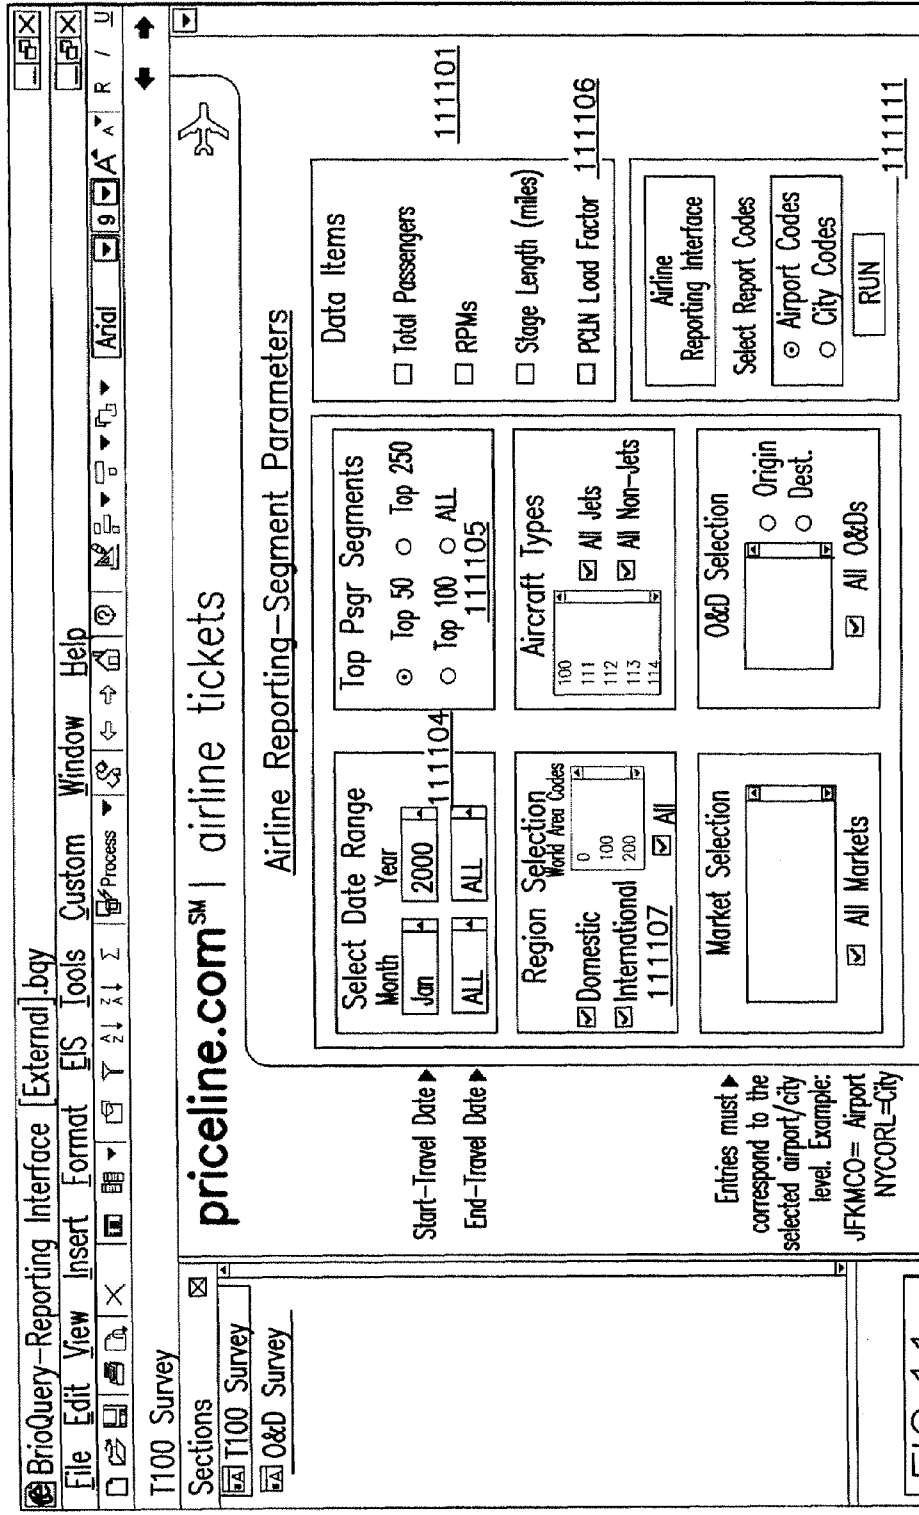 BrioQuery-Reporting Interface [External].bqy
File Edit View Insert Format EIS Tools Custom Window Help
Process
Arial 9 A A R I U
T100 Survey
Sections
T100 Survey
O&D Survey
priceline.com℠| airline tickets
Airline Reporting-Segment Parameters
Start-Travel Date
End-Travel Date
Select Date Range
Month Year
Jan 2000
ALL ALL
111104
Top Psgr Segments
Top 50 Top 250
Top 100 ALL
111105
Data Items
Total Passengers
RPMs
Stage Length (miles)
PCLN Load Factor
111101
111106
Region Selection
World Area Codes
Domestic
International
0
100
200
All
111107
Aircraft Types
100
111
112
113
114
All Jets
All Non-Jets
Airline
Reporting Interface
Select Report Codes
Airport Codes
City Codes
RUN
111111
Entries must
correspond to the
selected airport/city
level. Example:
JFKMCO= Airport
NYCORL=City
Market Selection
All Markets
O&D Selection
Origin
Dest.
All O&Ds